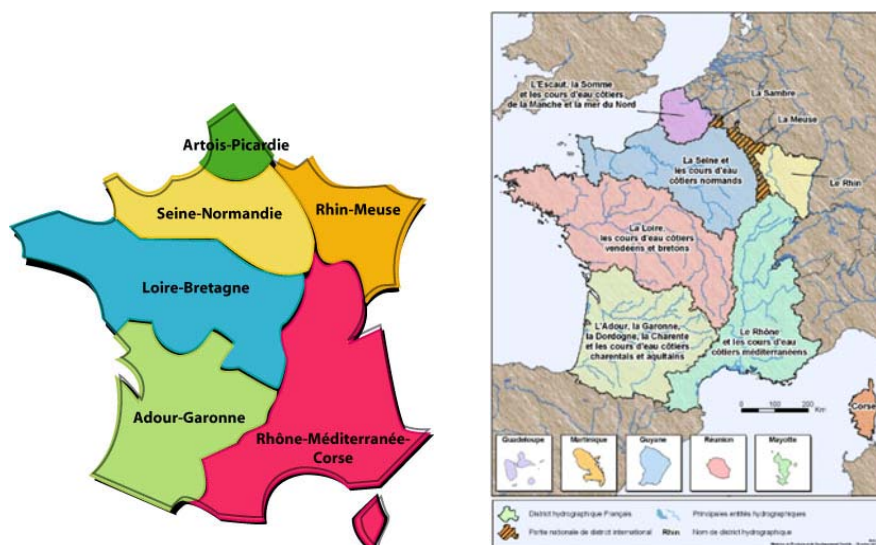 Artois-Picardie
Seine-Normandie
Rhin-Meuse
Loire-Bretagne
Adour-Garonne
Rhône-Méditerranée-
Corse
L'Escaut, la Somme
et les cours d'eau côtiers
de la Manche et la mer du Nord
La Sambre
La Meuse
La Seine et
les cours d'eau
côtiers normands
Le Rhin
La Loire,
les cours d'eau côtiers
vendéens et bretons
L'Adour, la Garonne,
la Dordogne, la Charente
et les cours d'eau côtiers
charentais et aquitains
Le Rhône
et les cours d'eau
côtiers méditerranéens
Corse
0 100 200
Km
Guadeloupe
Martinique
Guyane
Réunion
Mayotte
District hydrographique Français
Principales entités hydrographiques
Partie nationale de district international
Rhin
Nom de district hydrographique